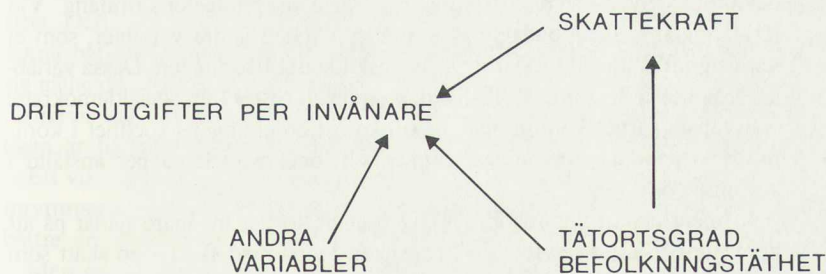 SKATTEKRAFT
DRIFTSUTGIFTER PER INVÅNARE
ANDRA
VARIABLER
TÄTORTSGRAD
BEFOLKNINGSTÄTHET